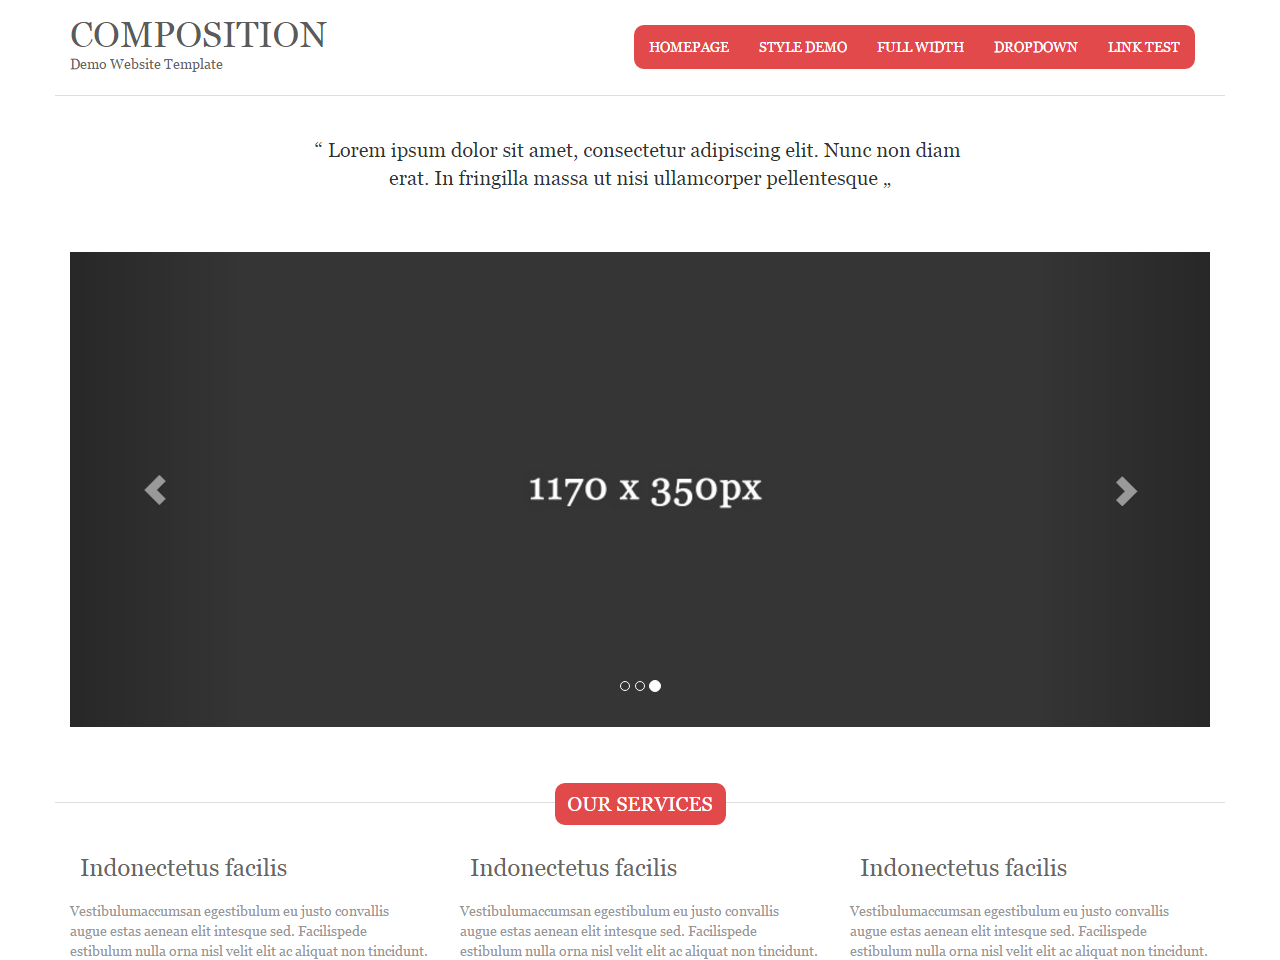 COMPOSITION
Demo Website Template
HOMEPAGE STYLE DEMO FULL WIDTH DROPDOWN LINK TEST
“ Lorem ipsum dolor sit amet, consectetur adipiscing elit. Nunc non diam
erat. In fringilla massa ut nisi ullamcorper pellentesque „
1170 x 350px
OUR SERVICES
Indonectetus facilis
Vestibulumaccumsan egestibulum eu justo convallis
augue estas aenean elit intesque sed. Facilispede
estibulum nulla orna nisl velit elit ac aliquat non tincidunt.
Indonectetus facilis
Vestibulumaccumsan egestibulum eu justo convallis
augue estas aenean elit intesque sed. Facilispede
estibulum nulla orna nisl velit elit ac aliquat non tincidunt.
Indonectetus facilis
Vestibulumaccumsan egestibulum eu justo convallis
augue estas aenean elit intesque sed. Facilispede
estibulum nulla orna nisl velit elit ac aliquat non tincidunt.